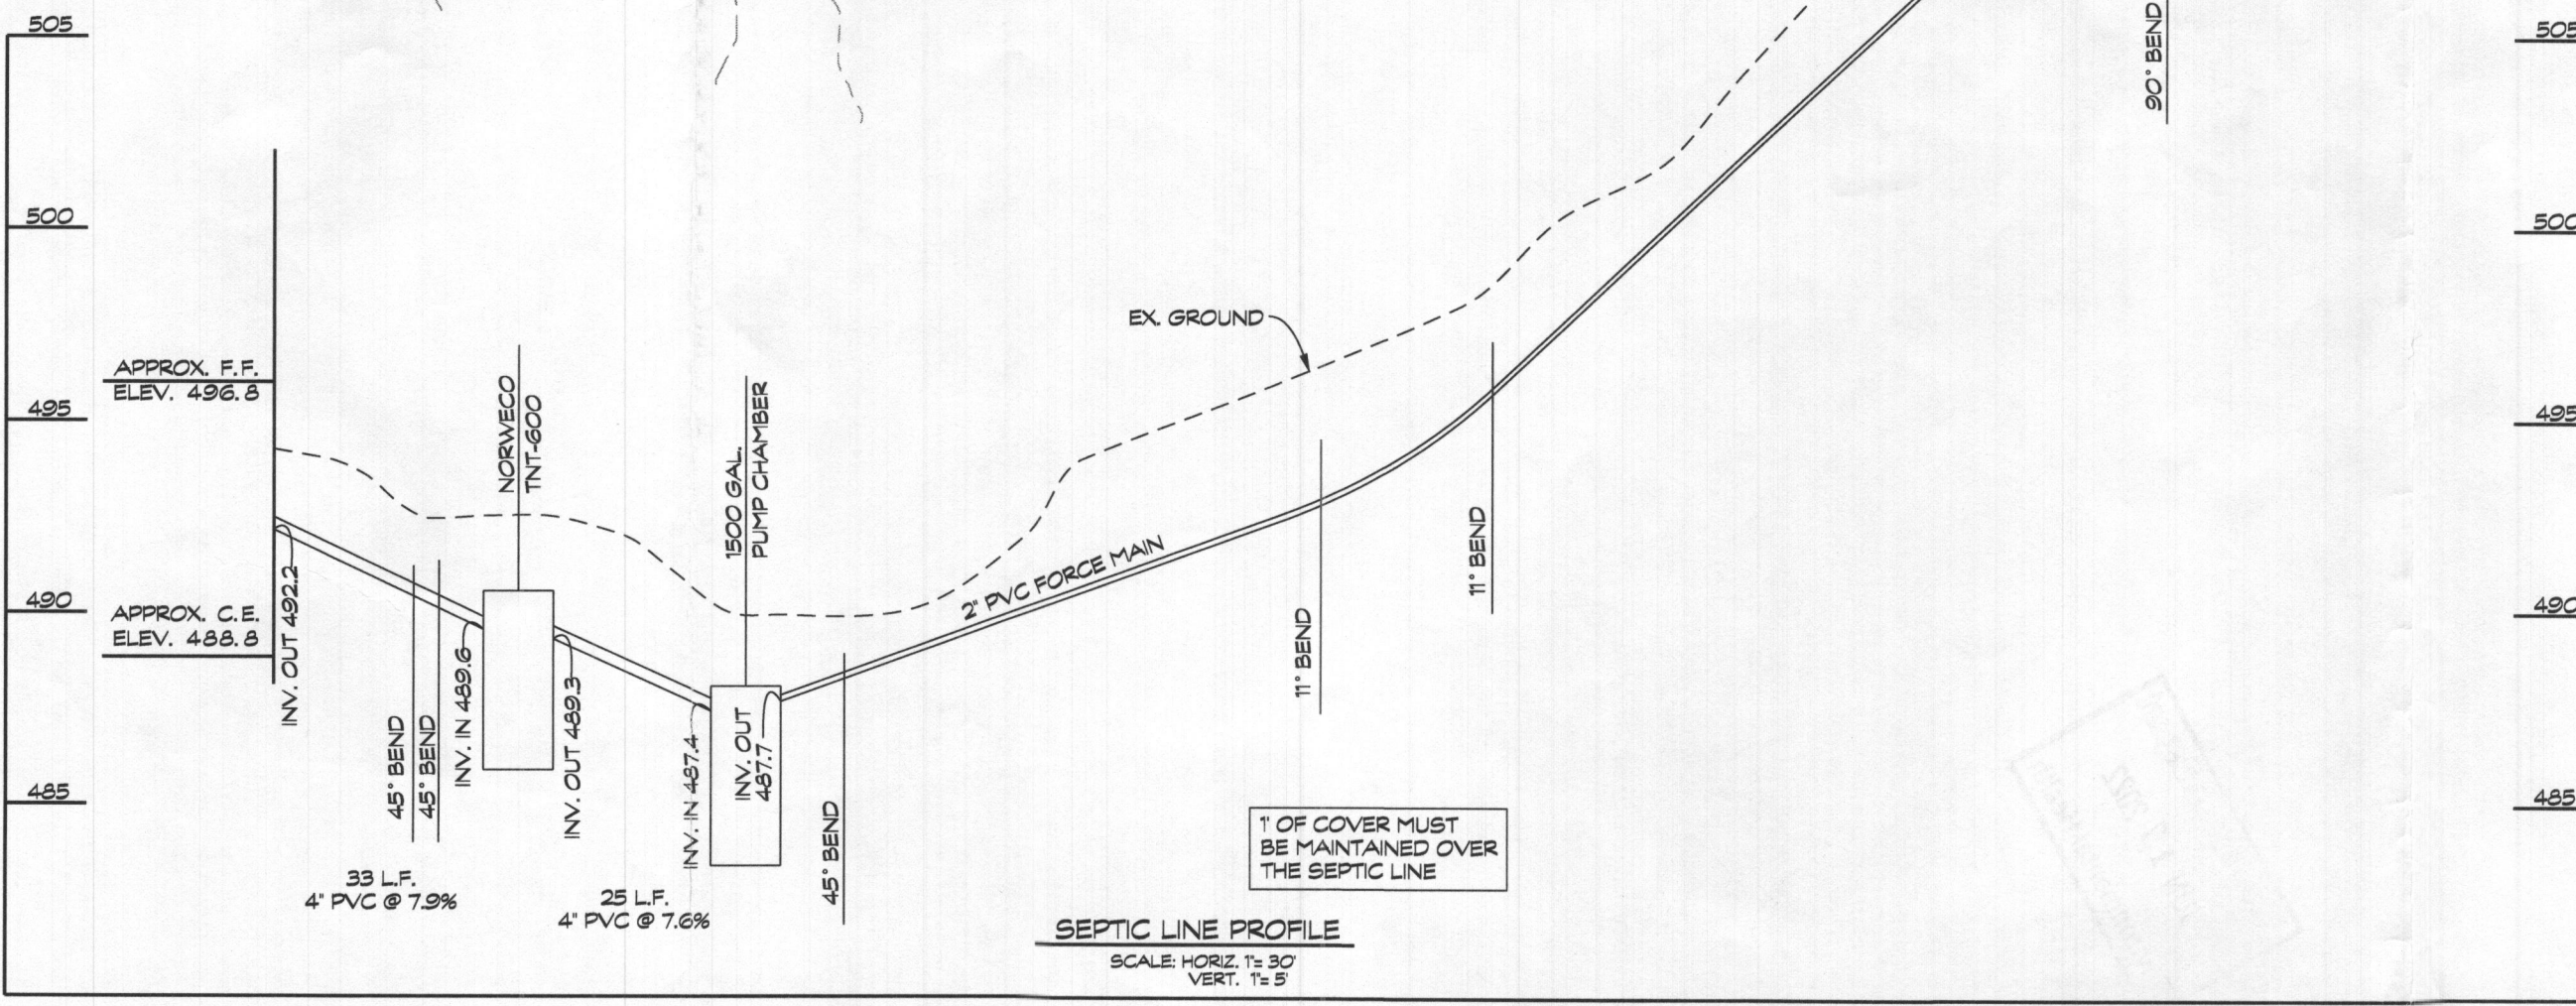 505
500
495
490
485
APPROX. F.F.
ELEV. 496.8
APPROX. C.E.
ELEV. 488.8
INV. OUT 492.2
45° BEND
45° BEND
INV. IN 489.6
NORWECO
TNT-600
INV. OUT 489.3
33 L.F.
4" PVC @ 7.9%
25 L.F.
4" PVC @ 7.6%
INV. IN 487.4
1500 GAL.
PUMP CHAMBER
INV. OUT
487.7
45° BEND
2" PVC FORCE MAIN
EX. GROUND
11° BEND
11° BEND
90° BEND
1' OF COVER MUST
BE MAINTAINED OVER
THE SEPTIC LINE
SEPTIC LINE PROFILE
SCALE: HORIZ. 1"= 30'
VERT. 1"= 5'
505
500
495
490
485